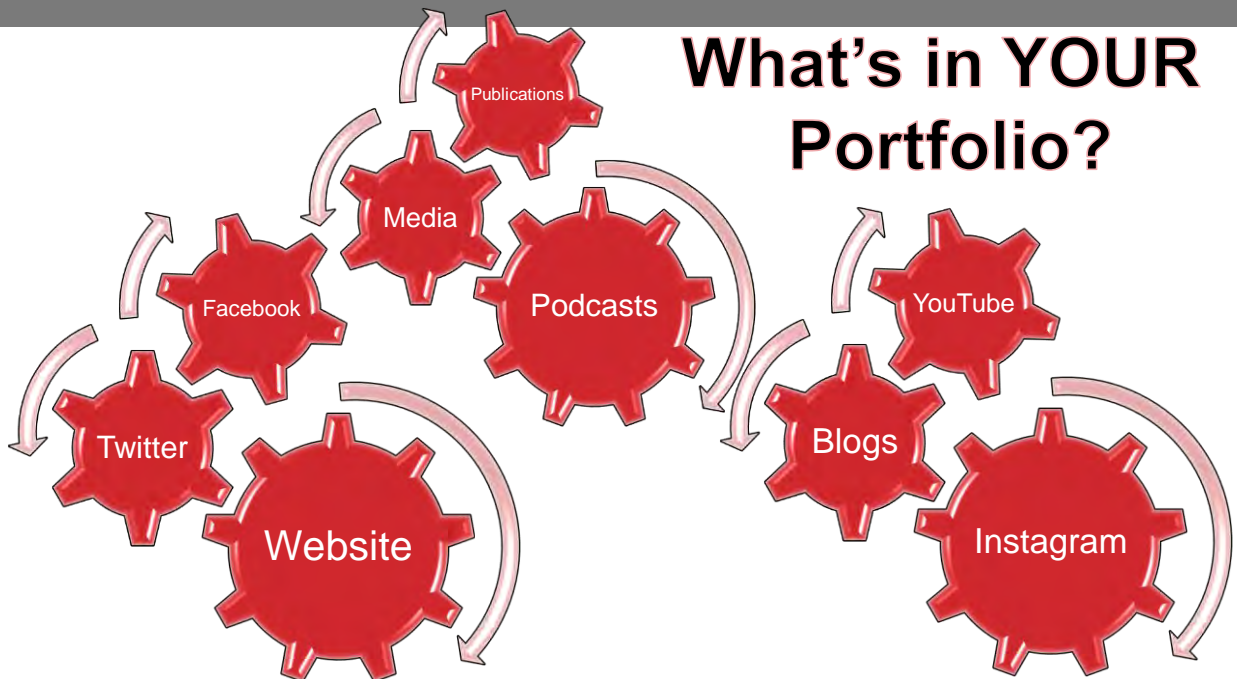 What's in YOUR
Portfolio?
Publications
Media
Podcasts
Facebook
Twitter
Website
YouTube
Blogs
Instagram